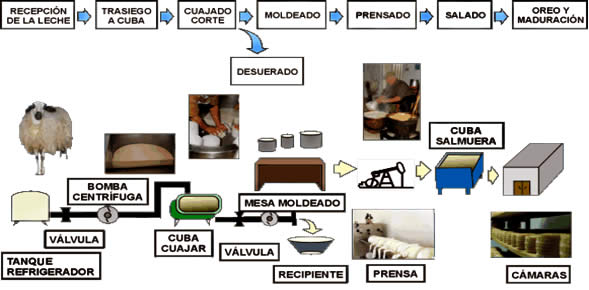 RECEPCIÓN
DE LA LECHE
TRASIEGO
A CUBA
CUAJADO
CORTE
MOLDEADO
PRENSADO
SALADO
OREO Y
MADURACIÓN
DESUERADO
CUBA
SALMUERA
BOMBA
CENTRÍFUGA
MESA MOLDEADO
VÁLVULA
CUBA
CUAJAR
VÁLVULA
TANQUE
REFRIGERADOR
RECIPIENTE
PRENSA
CÁMARAS